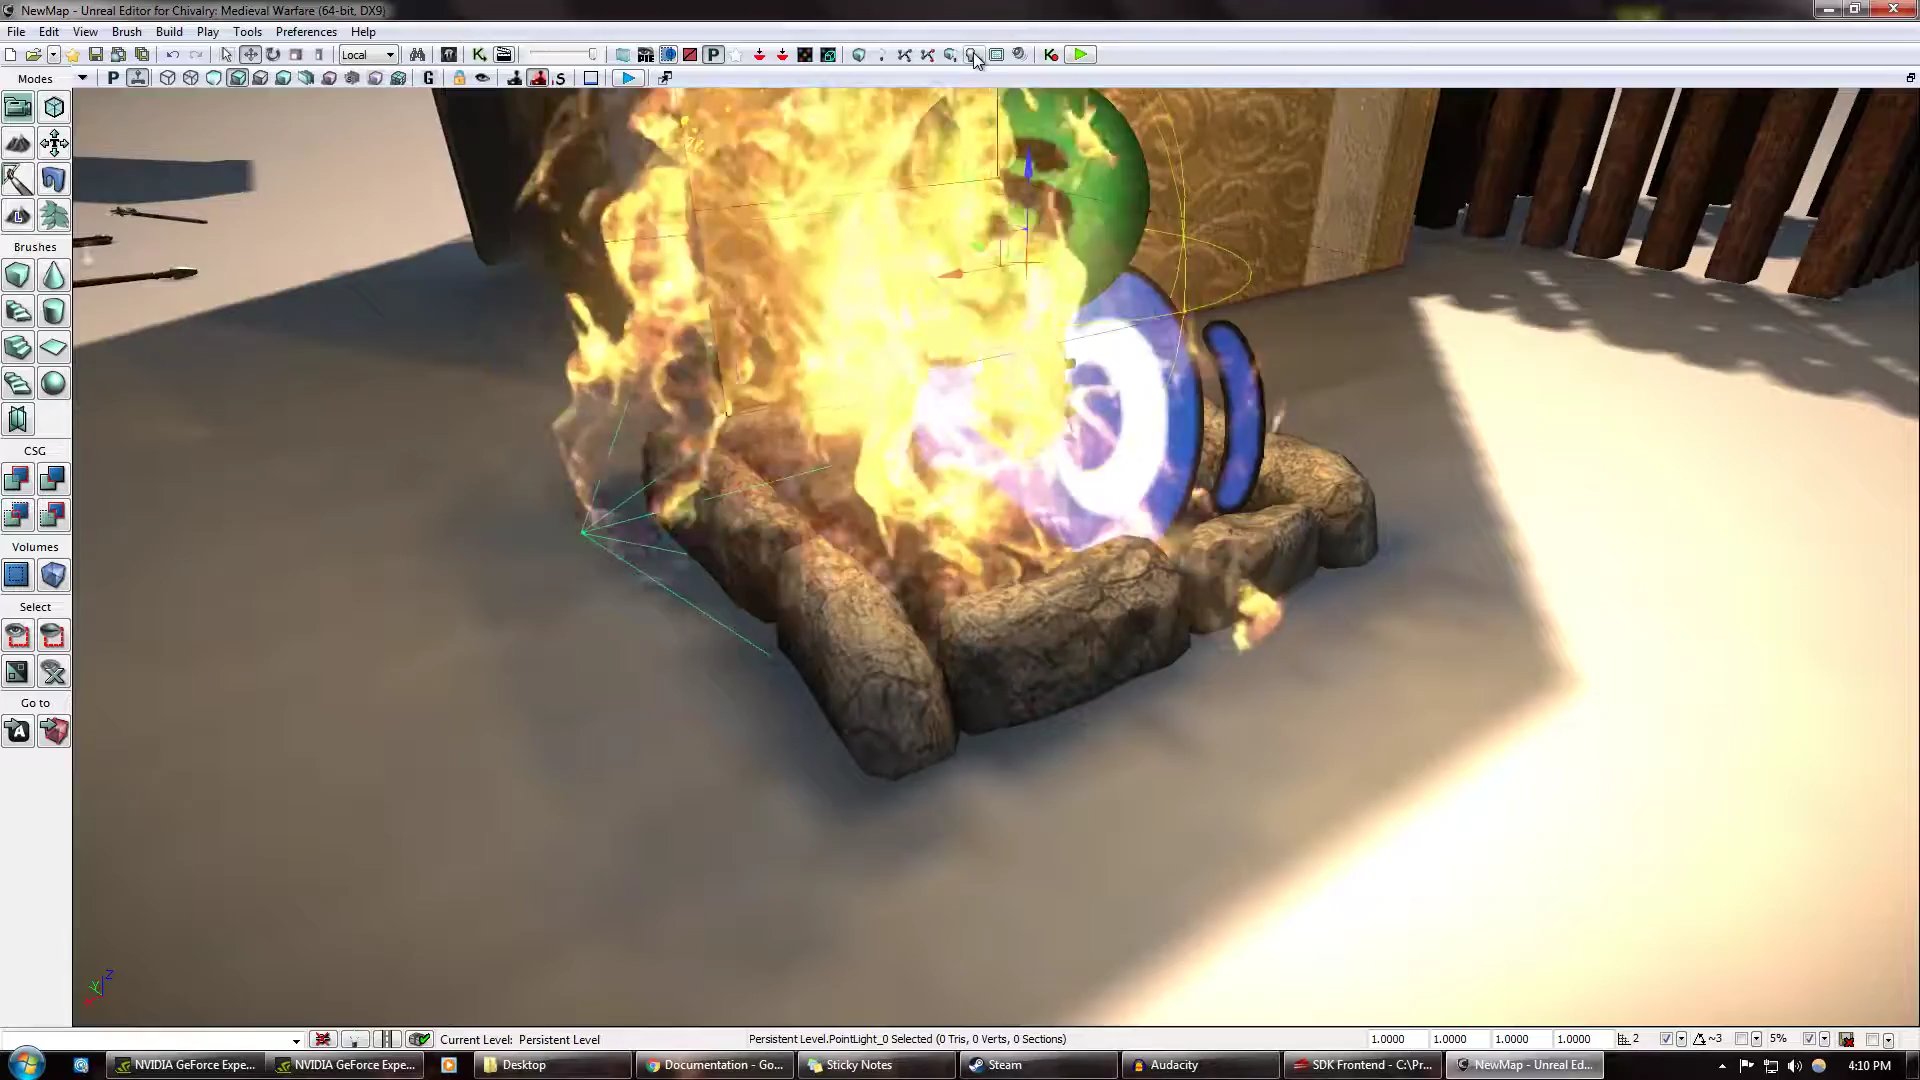 NewMap - Unreal Editor for Chivalry: Medieval Warfare (64-bit, DX9)
File Edit View Brush Build Play Tools Preferences Help
Local
P
Modes
P
G
S
Brushes
CSG
Volumes
Select
Go to
L
A
Z
Y
X
Current Level: Persistent Level
Persistent Level.PointLight_0 Selected (0 Tris, 0 Verts, 0 Sections)
1.0000 1.0000 1.0000 1.0000 2 ~3 5%
NVIDIA GeForce Expe...
NVIDIA GeForce Expe...
Desktop
Documentation - Go...
Sticky Notes
Steam
Audacity
SDK Frontend - C:\Pr...
NewMap - Unreal Ed...
4:10 PM